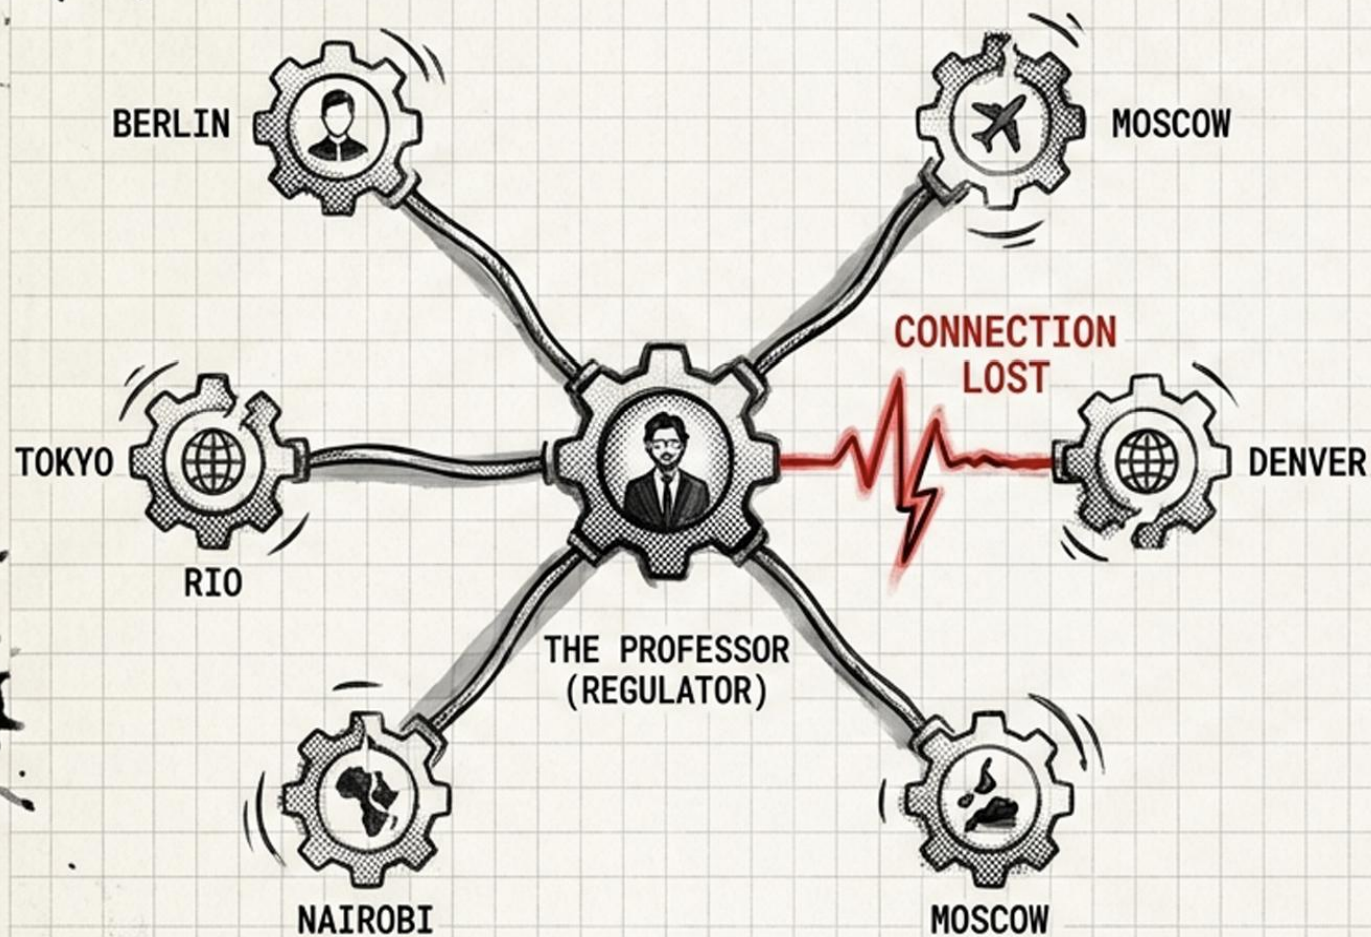 BERLIN
MOSCOW
CONNECTION
LOST
TOKYO
DENVER
RIO
THE PROFESSOR
(REGULATOR)
NAIROBI
MOSCOW